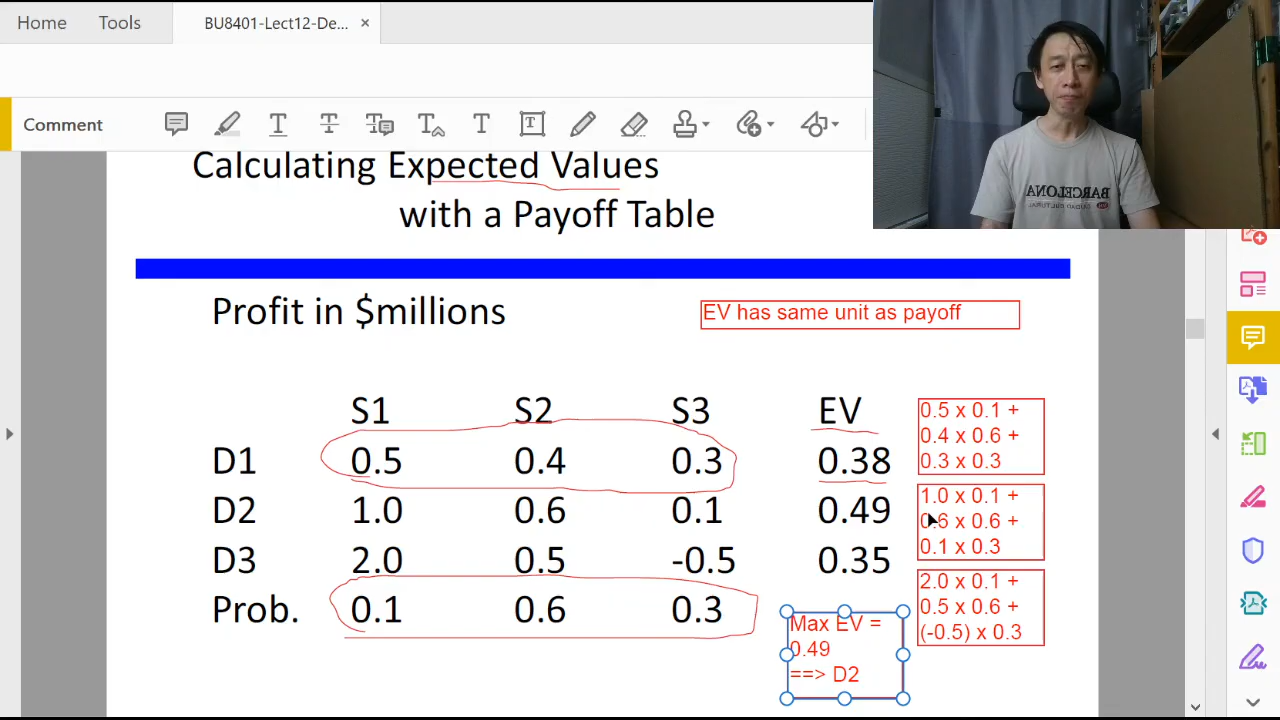 Home Tools BU8401-Lect12-De... ×
Comment
Calculating Expected Values
with a Payoff Table
BARCELONA
Profit in $millions
EV has same unit as payoff
S1 S2 S3 EV
D1 0.5 0.4 0.3 0.38
D2 1.0 0.6 0.1 0.49
D3 2.0 0.5 -0.5 0.35
Prob. 0.1 0.6 0.3
0.5 x 0.1 +
0.4 x 0.6 +
0.3 x 0.3
1.0 x 0.1 +
0.6 x 0.6 +
0.1 x 0.3
2.0 x 0.1 +
0.5 x 0.6 +
(-0.5) x 0.3
Max EV =
0.49
==> D2